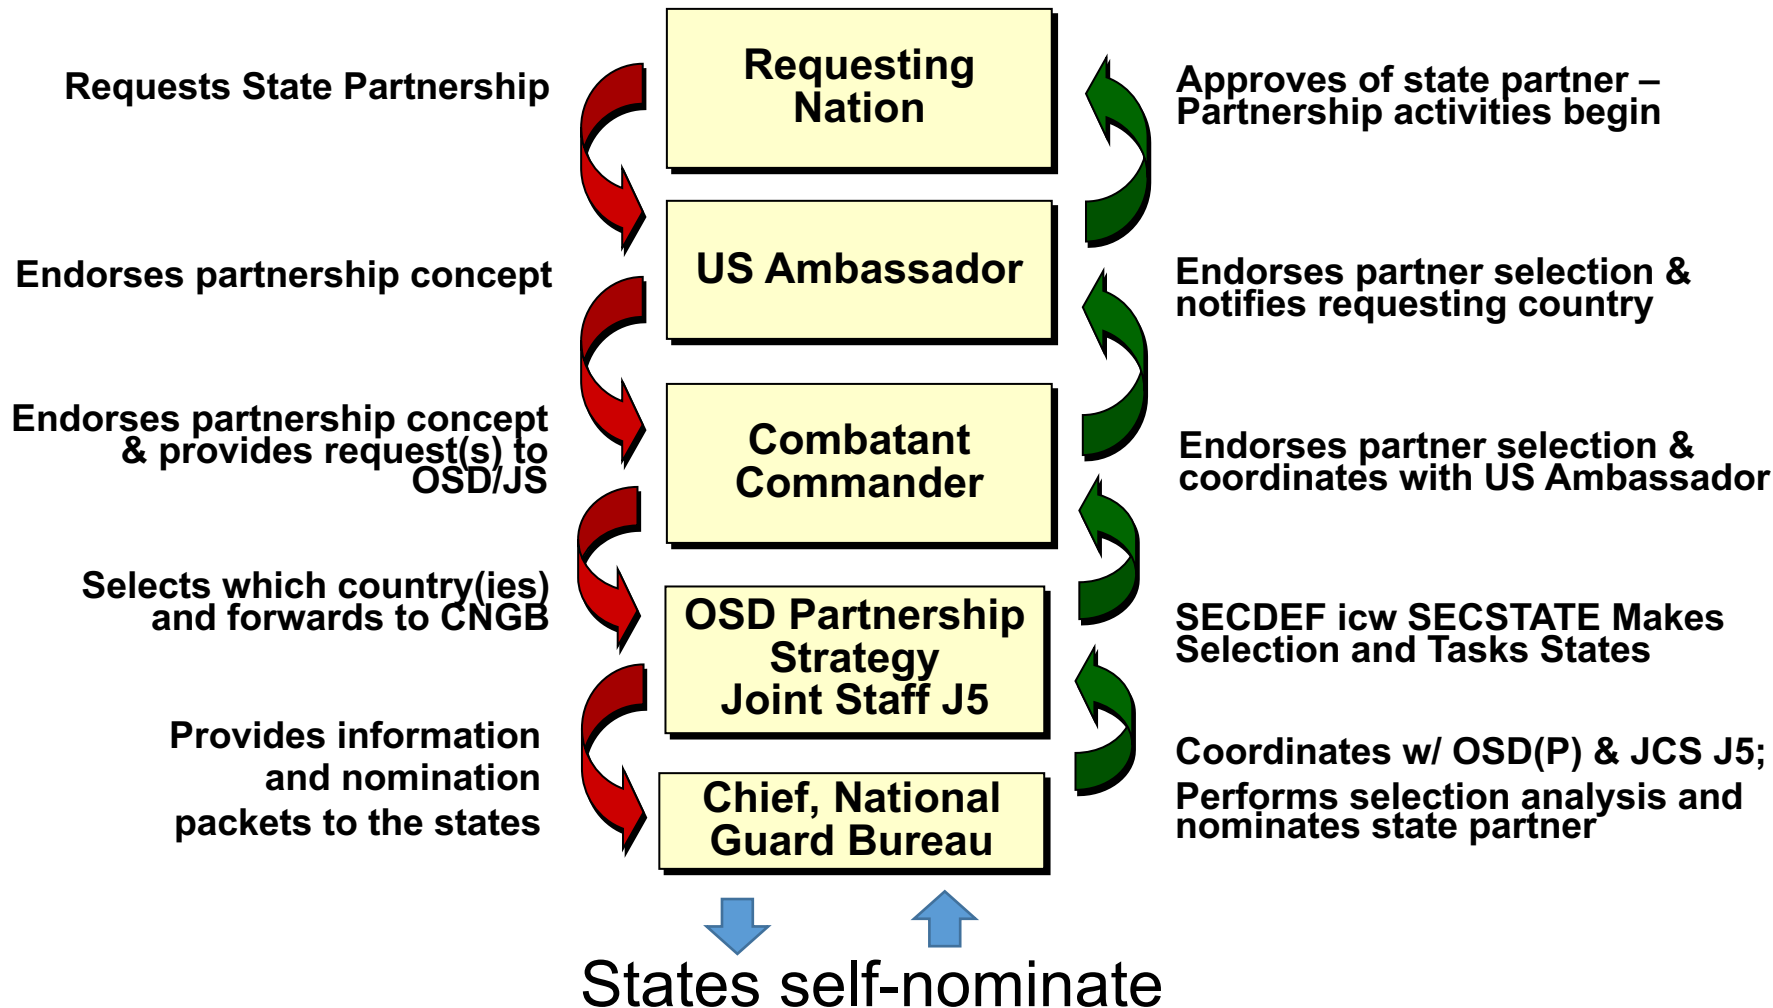 Requests State Partnership
Requesting
Nation
Approves of state partner –
Partnership activities begin
Endorses partnership concept
US Ambassador
Endorses partner selection &
notifies requesting country
Endorses partnership concept
& provides request(s) to
OSD/JS
Combatant
Commander
Endorses partner selection &
coordinates with US Ambassador
Selects which country(ies)
and forwards to CNGB
OSD Partnership
Strategy
Joint Staff J5
SECDEF icw SECSTATE Makes
Selection and Tasks States
Provides information
and nomination
packets to the states
Chief, National
Guard Bureau
Coordinates w/ OSD(P) & JCS J5;
Performs selection analysis and
nominates state partner
States self-nominate